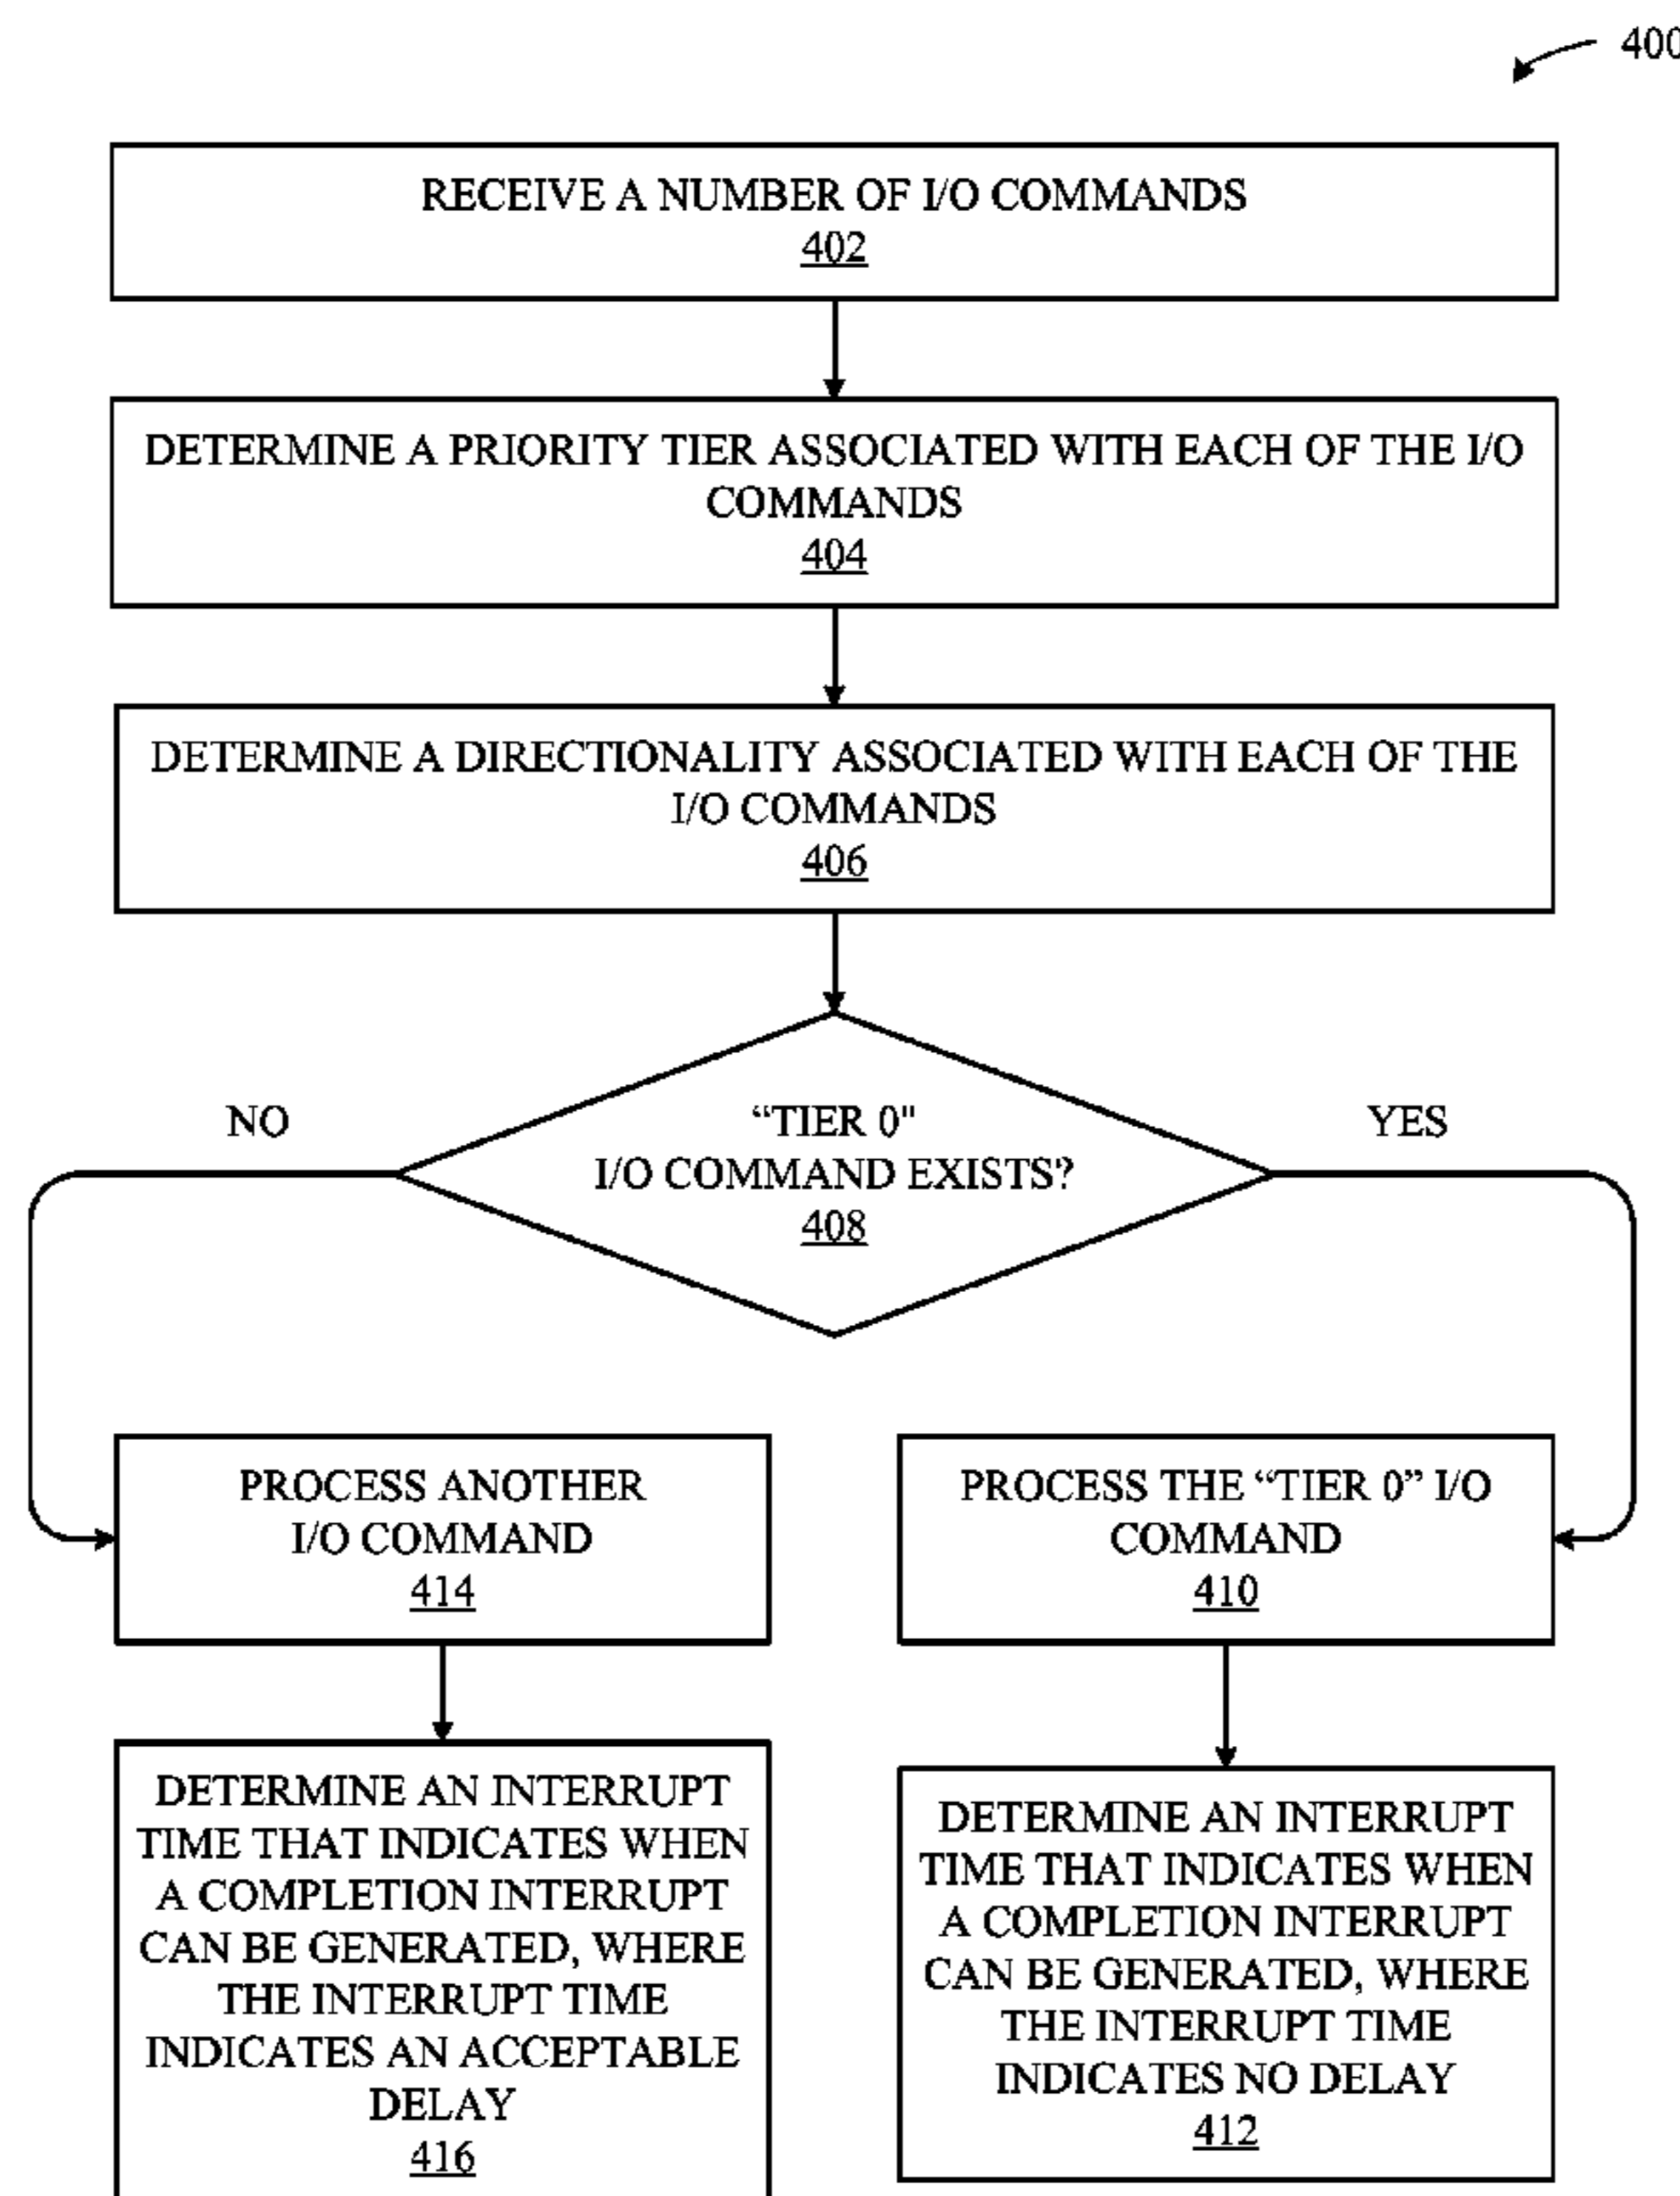 400
RECEIVE A NUMBER OF I/O COMMANDS
402
DETERMINE A PRIORITY TIER ASSOCIATED WITH EACH OF THE I/O
COMMANDS
404
DETERMINE A DIRECTIONALITY ASSOCIATED WITH EACH OF THE
I/O COMMANDS
406
NO
“TIER 0"
I/O COMMAND EXISTS?
408
YES
PROCESS ANOTHER
I/O COMMAND
414
PROCESS THE “TIER 0” I/O
COMMAND
410
DETERMINE AN INTERRUPT
TIME THAT INDICATES WHEN
A COMPLETION INTERRUPT
CAN BE GENERATED, WHERE
THE INTERRUPT TIME
INDICATES AN ACCEPTABLE
DELAY
416
DETERMINE AN INTERRUPT
TIME THAT INDICATES WHEN
A COMPLETION INTERRUPT
CAN BE GENERATED, WHERE
THE INTERRUPT TIME
INDICATES NO DELAY
412